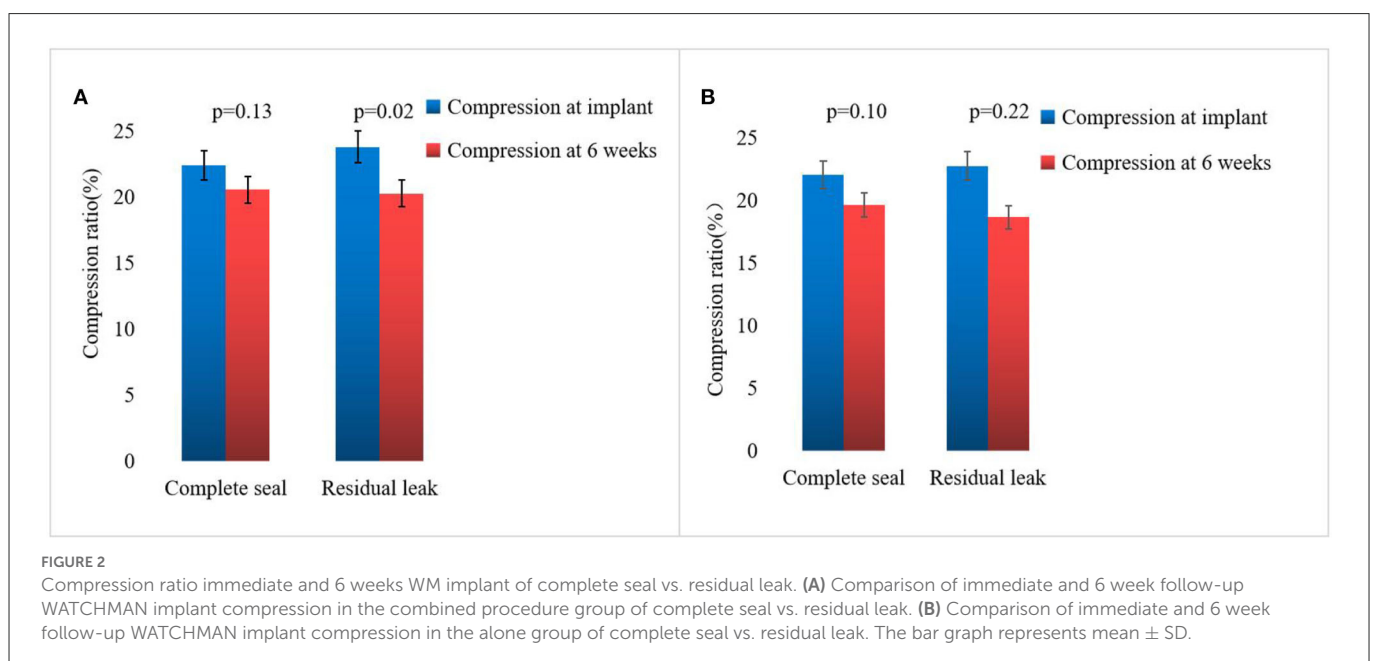 A
p=0.13
p=0.02
Compression at implant
Compression at 6 weeks
Compression ratio(%)
25
20
15
10
5
0
Complete seal
Residual leak
B
p=0.10
p=0.22
Compression at implant
Compression at 6 weeks
Compression ratio(%)
25
20
15
10
5
0
Complete seal
Residual leak
FIGURE 2
Compression ratio immediate and 6 weeks WM implant of complete seal vs. residual leak. (A) Comparison of immediate and 6 week follow-up
WATCHMAN implant compression in the combined procedure group of complete seal vs. residual leak. (B) Comparison of immediate and 6 week
follow-up WATCHMAN implant compression in the alone group of complete seal vs. residual leak. The bar graph represents mean ± SD.